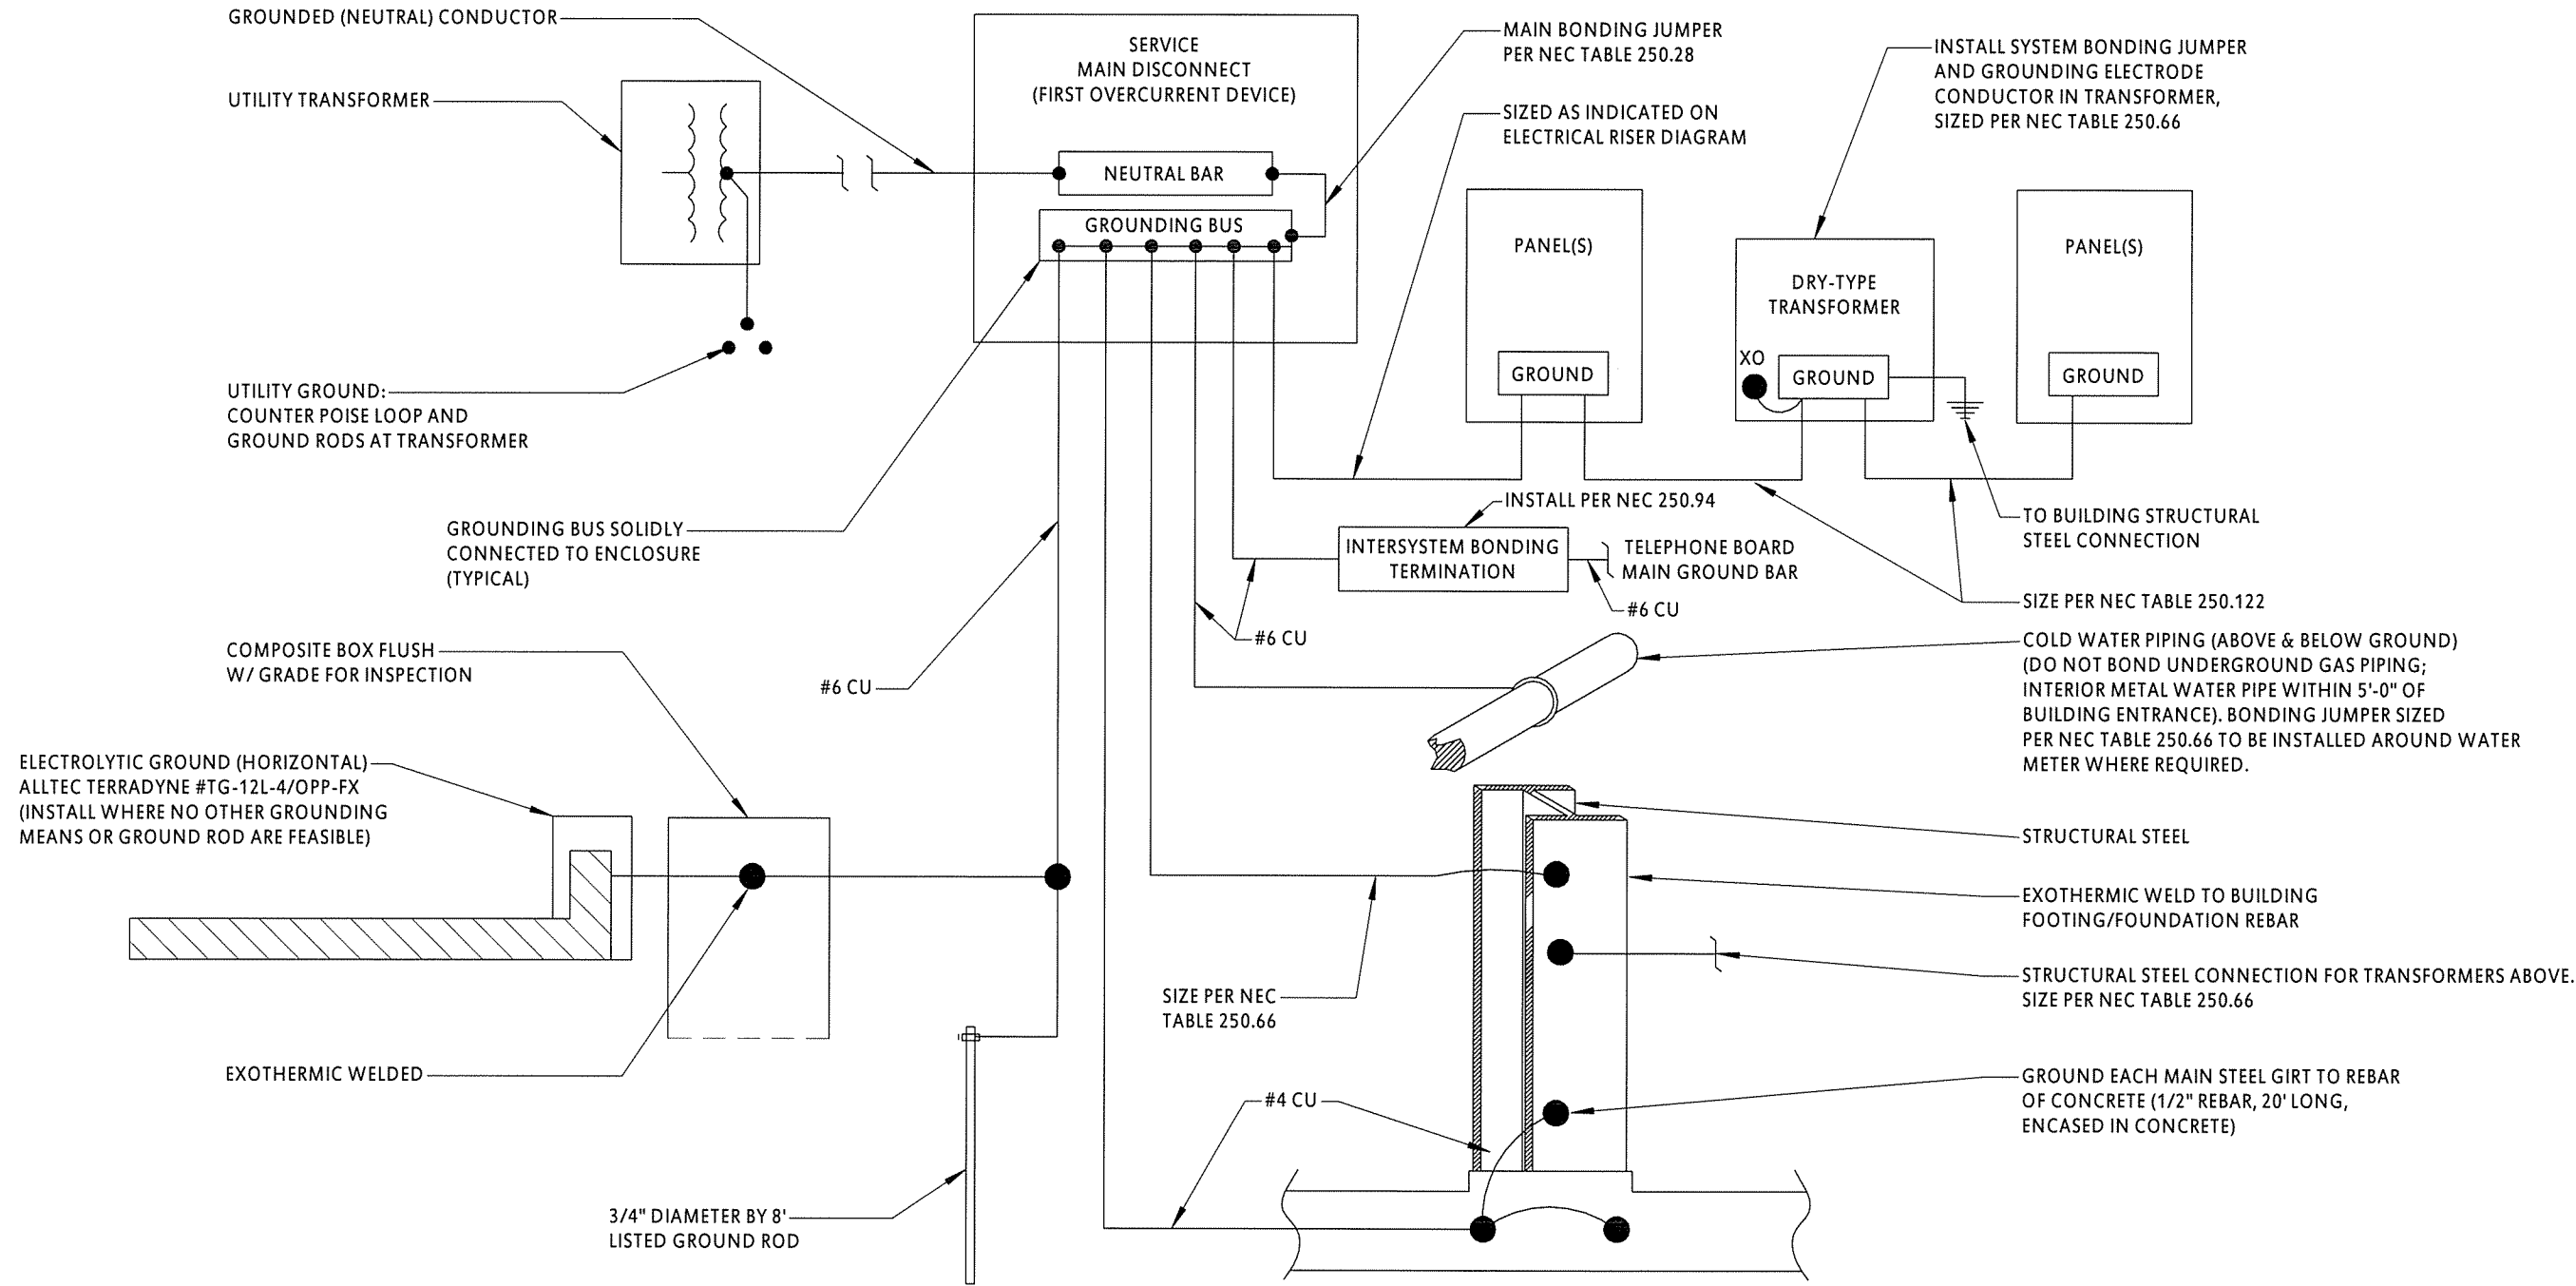 GROUNDED (NEUTRAL) CONDUCTOR
UTILITY TRANSFORMER
SERVICE
MAIN DISCONNECT
(FIRST OVERCURRENT DEVICE)
NEUTRAL BAR
GROUNDING BUS
MAIN BONDING JUMPER
PER NEC TABLE 250.28
SIZED AS INDICATED ON
ELECTRICAL RISER DIAGRAM
INSTALL SYSTEM BONDING JUMPER
AND GROUNDING ELECTRODE
CONDUCTOR IN TRANSFORMER,
SIZED PER NEC TABLE 250.66
PANEL(S)
GROUND
DRY-TYPE
TRANSFORMER
XO
GROUND
PANEL(S)
GROUND
UTILITY GROUND:
COUNTER POISE LOOP AND
GROUND RODS AT TRANSFORMER
GROUNDING BUS SOLIDLY
CONNECTED TO ENCLOSURE
(TYPICAL)
INSTALL PER NEC 250.94
INTERSYSTEM BONDING
TERMINATION
TELEPHONE BOARD
MAIN GROUND BAR
#6 CU
#6 CU
#6 CU
TO BUILDING STRUCTURAL
STEEL CONNECTION
SIZE PER NEC TABLE 250.122
COLD WATER PIPING (ABOVE & BELOW GROUND)
(DO NOT BOND UNDERGROUND GAS PIPING;
INTERIOR METAL WATER PIPE WITHIN 5'-0" OF
BUILDING ENTRANCE). BONDING JUMPER SIZED
PER NEC TABLE 250.66 TO BE INSTALLED AROUND WATER
METER WHERE REQUIRED.
COMPOSITE BOX FLUSH
W/ GRADE FOR INSPECTION
ELECTROLYTIC GROUND (HORIZONTAL)
ALLTEC TERRADYNE #TG-12L-4/OPP-FX
(INSTALL WHERE NO OTHER GROUNDING
MEANS OR GROUND ROD ARE FEASIBLE)
STRUCTURAL STEEL
EXOTHERMIC WELD TO BUILDING
FOOTING/FOUNDATION REBAR
STRUCTURAL STEEL CONNECTION FOR TRANSFORMERS ABOVE.
SIZE PER NEC TABLE 250.66
SIZE PER NEC
TABLE 250.66
EXOTHERMIC WELDED
#4 CU
GROUND EACH MAIN STEEL GIRT TO REBAR
OF CONCRETE (1/2" REBAR, 20' LONG,
ENCASED IN CONCRETE)
3/4" DIAMETER BY 8'
LISTED GROUND ROD